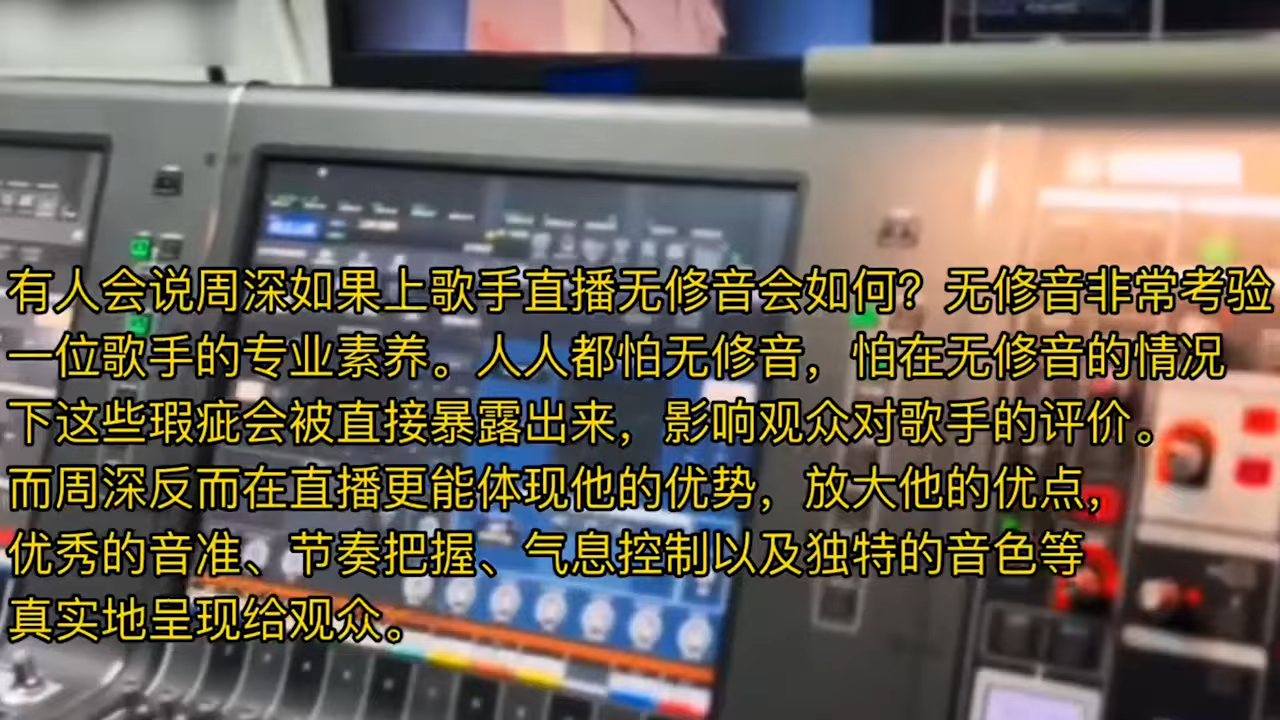 有人会说周深如果上歌手直播无修音会如何？无修音非常考验
一位歌手的专业素养。人人都怕无修音，怕在无修音的情况
下这些瑕疵会被直接暴露出来，影响观众对歌手的评价。
而周深反而在直播更能体现他的优势，放大他的优点，
优秀的音准、节奏把握、气息控制以及独特的音色等
真实地呈现给观众。